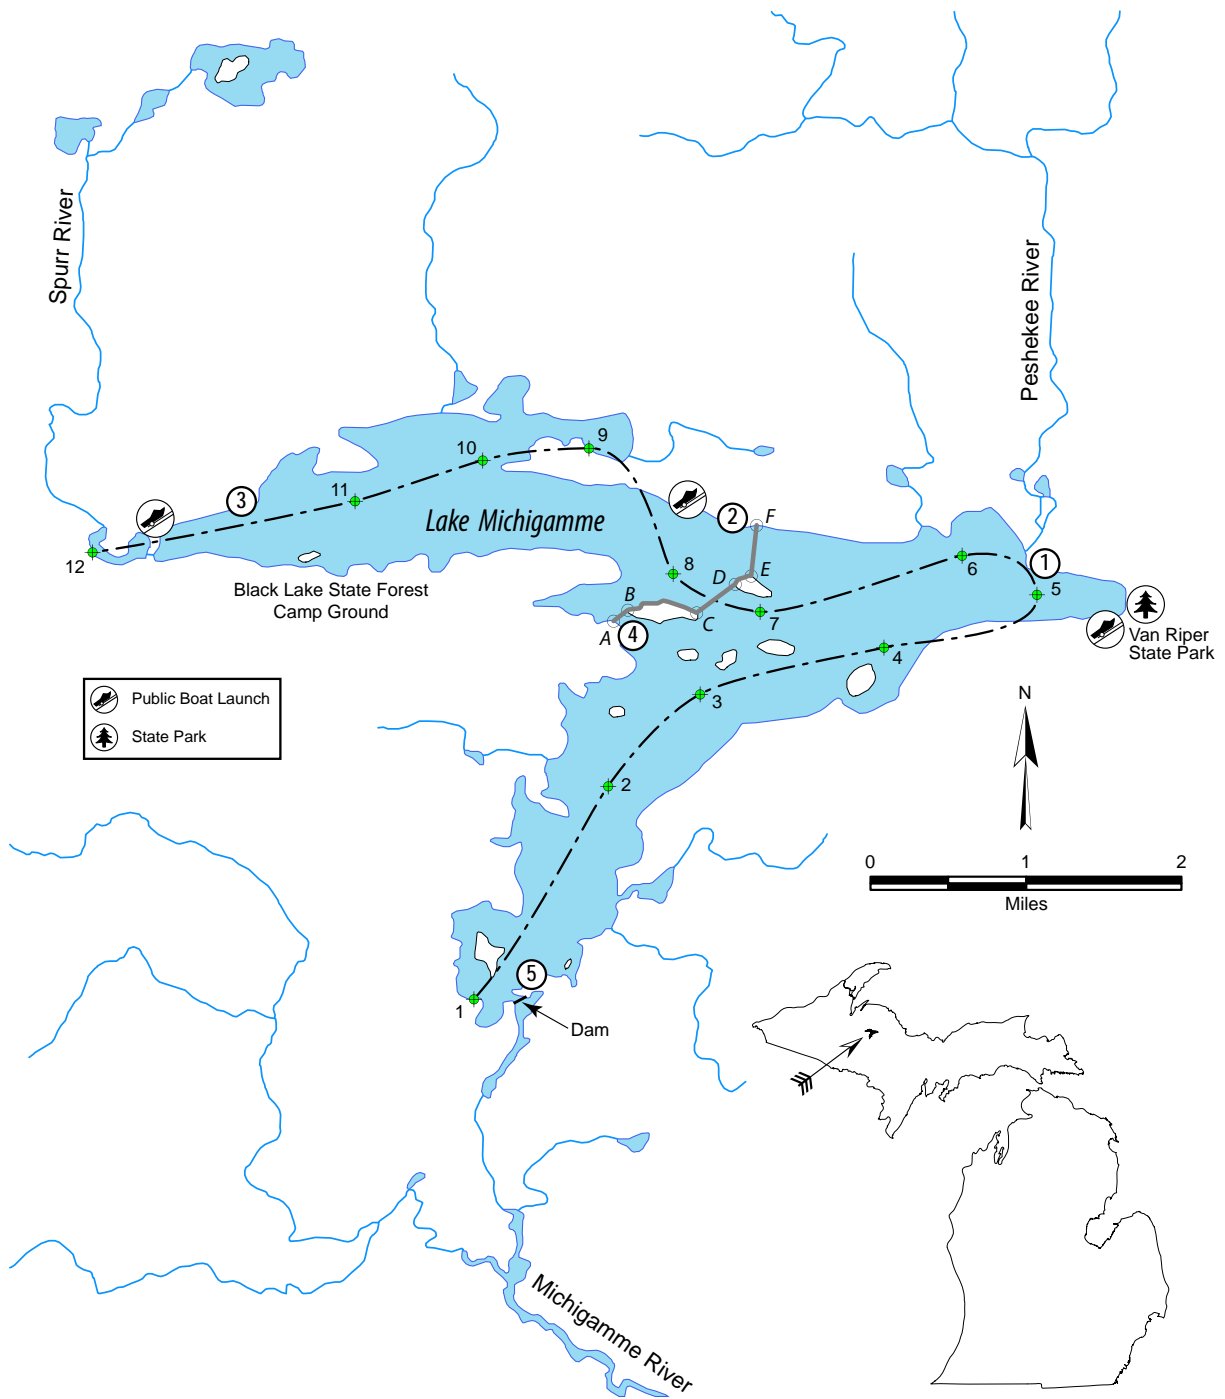 Spurr River
Peshekee River
9
10
11
3
Lake Michigamme
2
F
12
8
D
E
6
1
5
Black Lake State Forest
Camp Ground
B
A
4
C
7
Van Riper
State Park
4
3
Public Boat Launch
State Park
N
2
0
1
2
Miles
5
1
Dam
Michigamme River